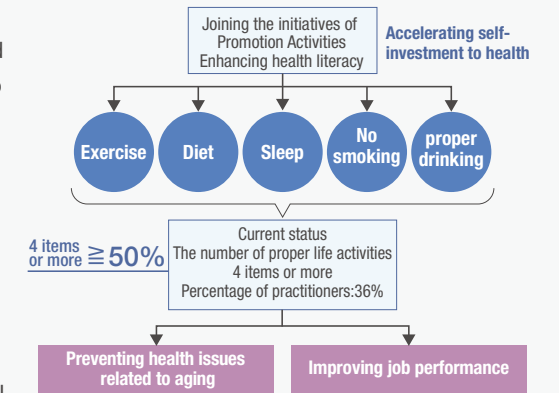 Joining the initiatives of
Promotion Activities
Enhancing health literacy
Accelerating self-
investment to health
Exercise
Diet
Sleep
No
smoking
proper
drinking
4 items
or more ≧50%
Current status
The number of proper life activities
4 items or more
Percentage of practitioners:36%
Preventing health issues
related to aging
Improving job performance